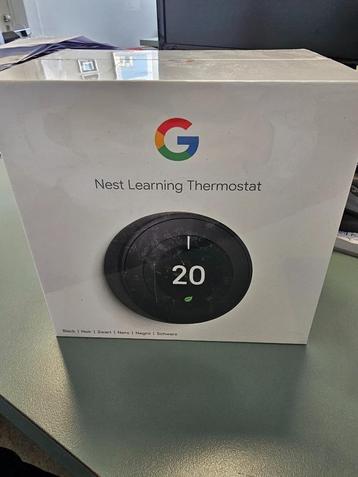 G
Nest Learning Thermostat
20
Black | Noir | Zwart | Nero | Negro | Schwarz